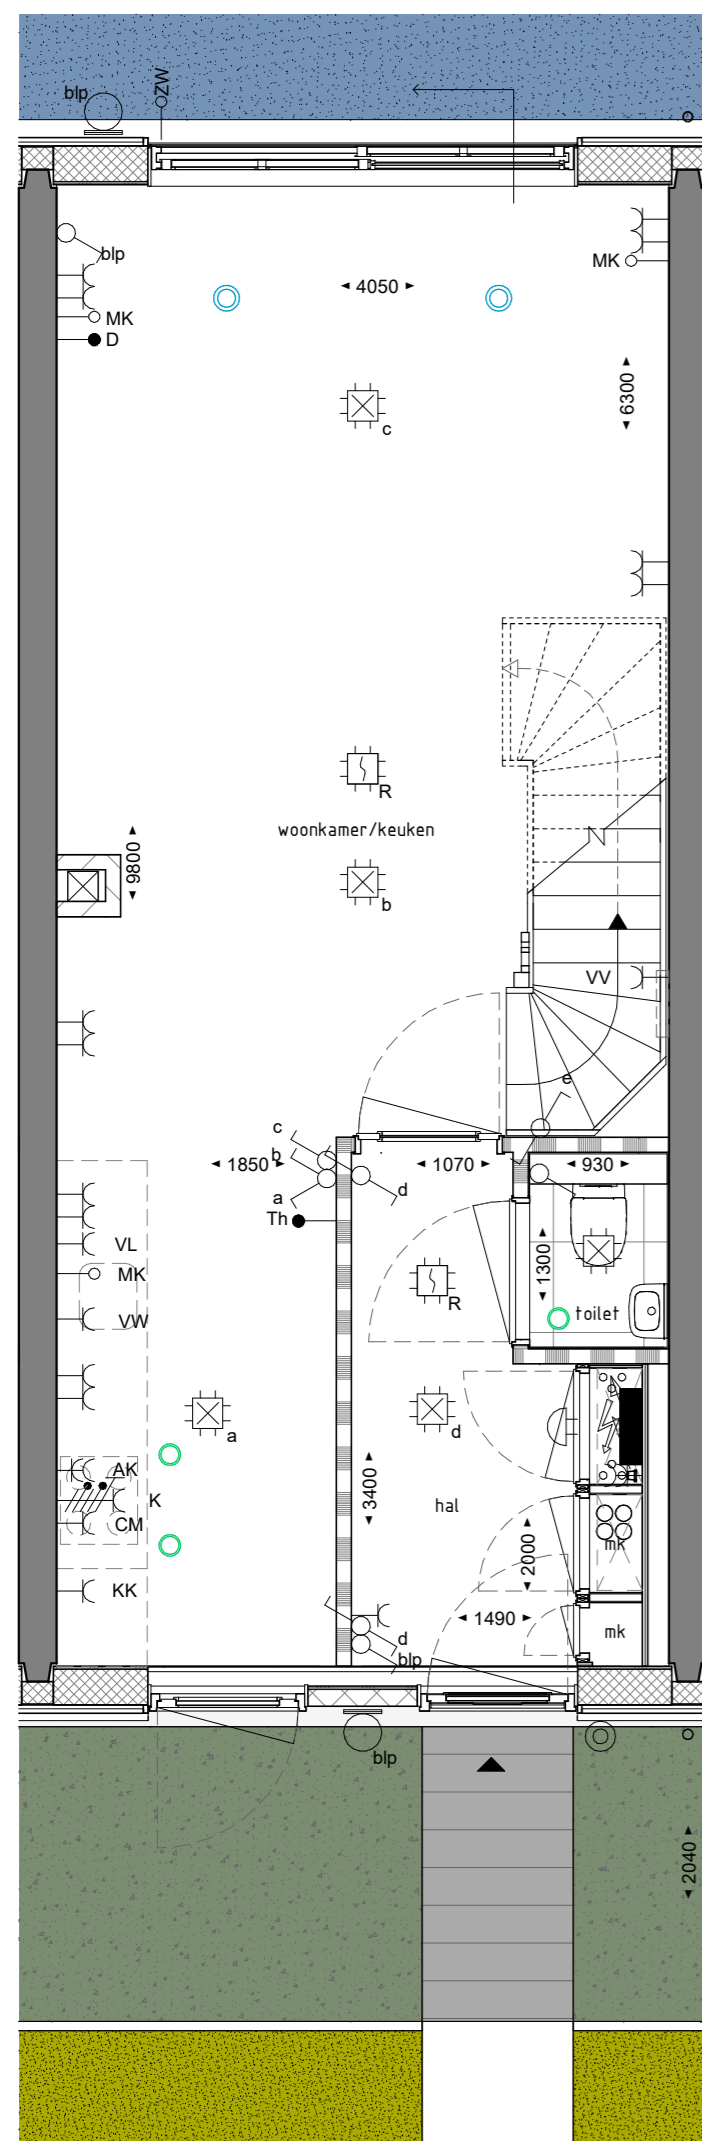 ZW
blp
blp
MK
4050
MK
D
6300
c
R
woonkamer/keuken
9800
b
VV
e
c
b
1850
1070
930
a
d
Th
VL
1300
MK
R
toilet
VW
a
d
AK
3400
K
hal
CM
2000
mk
KK
1490
mk
d
blp
blp
2040